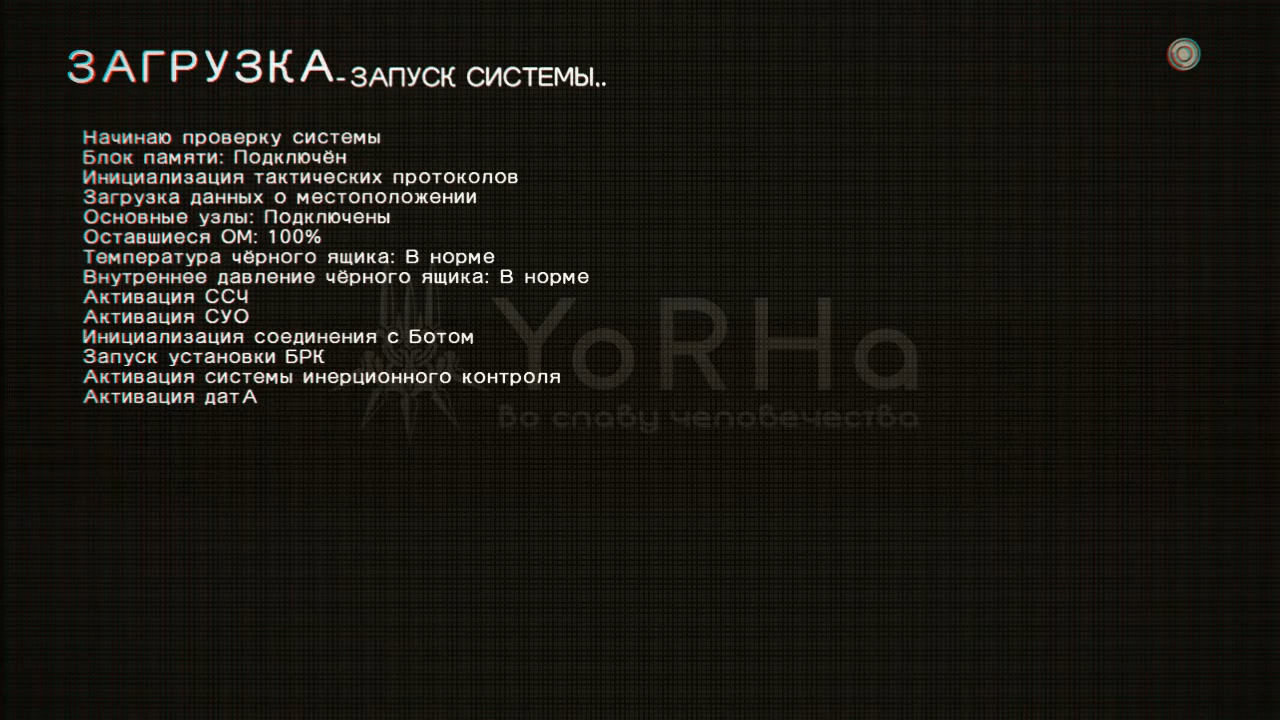 ЗАГРУЗКА - ЗАПУСК СИСТЕМЫ..
Начинаю проверку системы
Блок памяти: Подключён
Инициализация тактических протоколов
Загрузка данных о местоположении
Основные узлы: Подключены
Оставшиеся ОМ: 100%
Температура чёрного ящика: В норме
Внутреннее давление чёрного ящика: В норме
Активация ССЧ
Активация СУО
Инициализация соединения с Ботом
Запуск установки БРК
Активация системы инерционного контроля
Активация датА
YoRHa
Во славу человечества